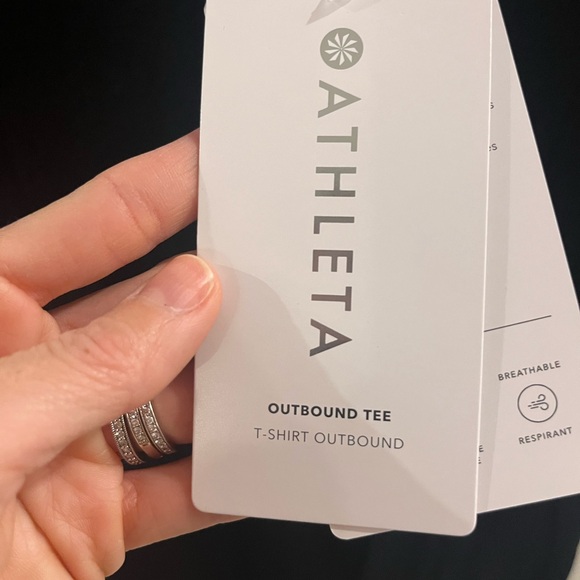 ATHLETA
OUTBOUND TEE
T-SHIRT OUTBOUND
BREATHABLE
RESPIRANT